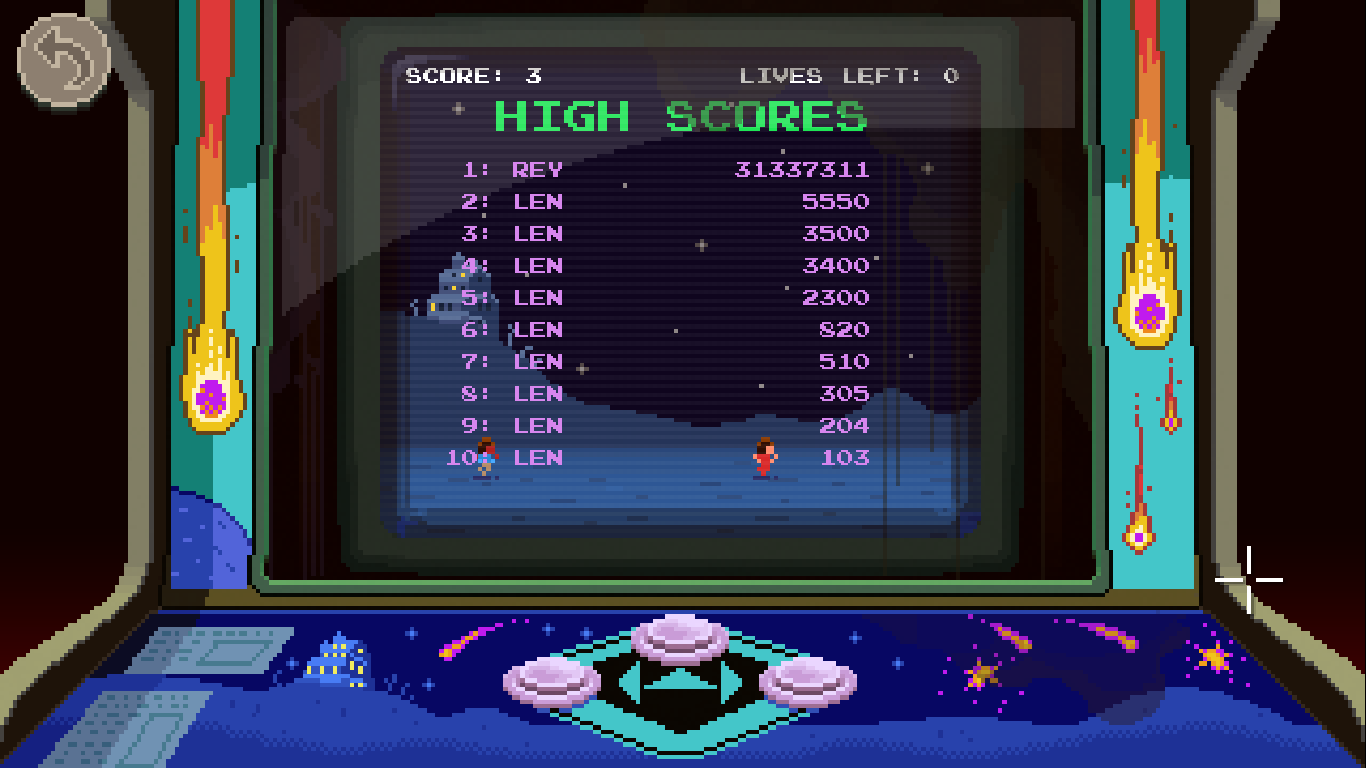 SCORE: 3 LIVES LEFT: 0
HIGH SCORES
1: REY 31337311
2: LEN 5550
3: LEN 3500
4: LEN 3400
5: LEN 2300
6: LEN 820
7: LEN 510
8: LEN 305
9: LEN 204
10 LEN 103